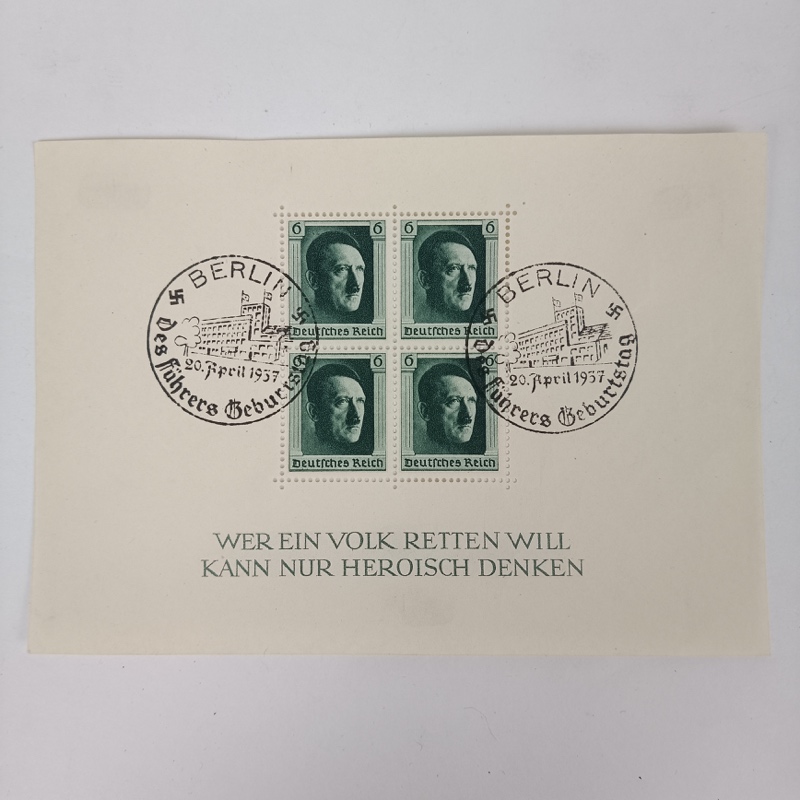 6 6
Deutsches Reich Deutsches Reich
BERLIN
20. April 1937
Des Führers Geburtstag
BERLIN
20. April 1937
Des Führers Geburtstag
6 6
Deutsches Reich Deutsches Reich
WER EIN VOLK RETTEN WILL
KANN NUR HEROISCH DENKEN